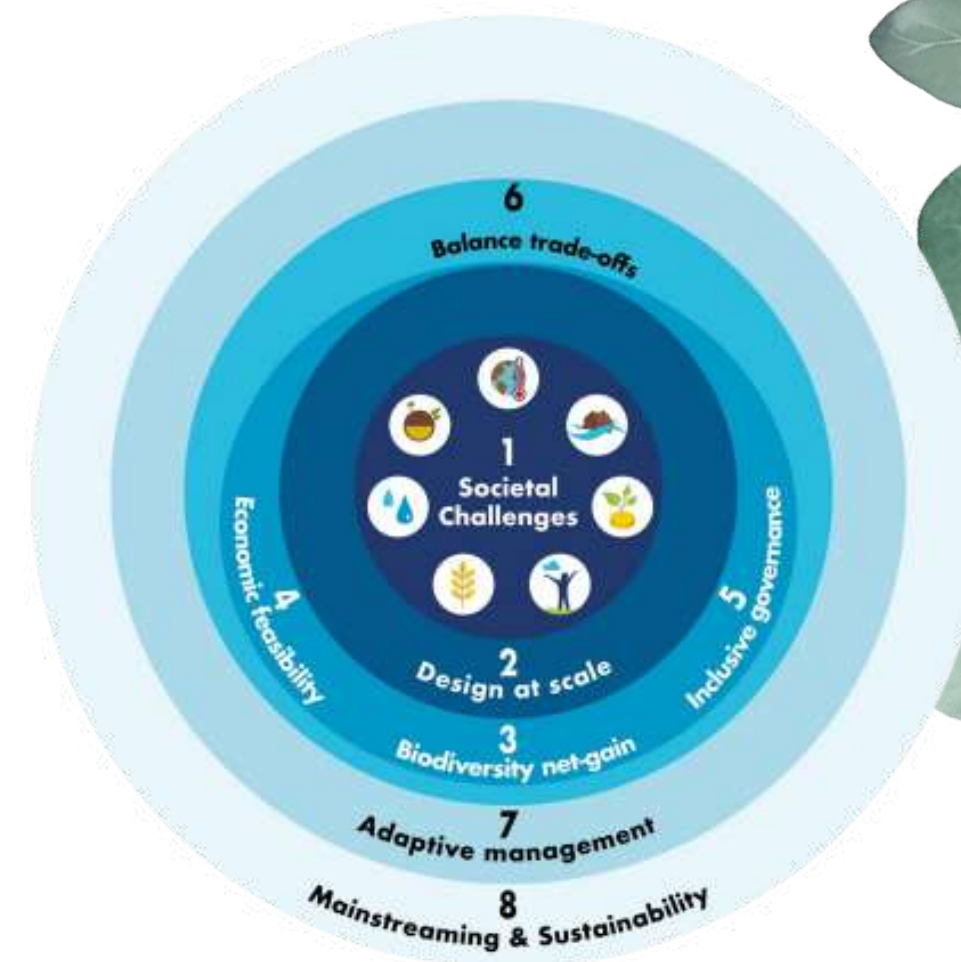 6
Balance trade-offs
1
Societal
Challenges
4
Economic feasibility
5
Inclusive governance
2
Design at scale
3
Biodiversity net-gain
7
Adaptive management
8
Mainstreaming & Sustainability